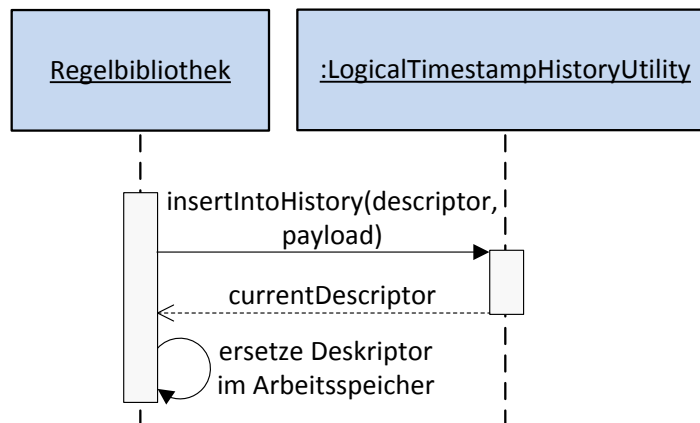 Regelbibliothek
:LogicalTimestampHistoryUtility
insertIntoHistory(descriptor,
payload)
currentDescriptor
ersetze Deskriptor
im Arbeitsspeicher